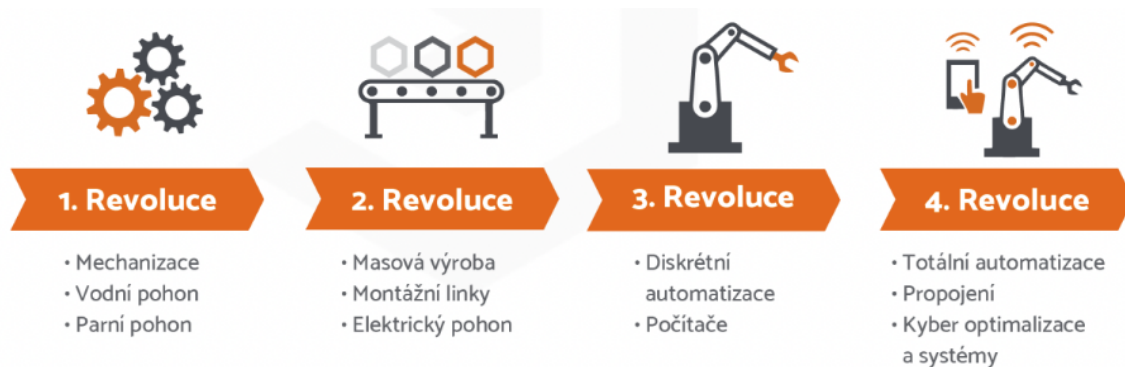 1. Revoluce
• Mechanizace
• Vodní pohon
• Parní pohon
2. Revoluce
• Masová výroba
• Montážní linky
• Elektrický pohon
3. Revoluce
• Diskrétní
automatizace
• Počítače
4. Revoluce
• Totální automatizace
• Propojení
• Kyber optimalizace
a systémy